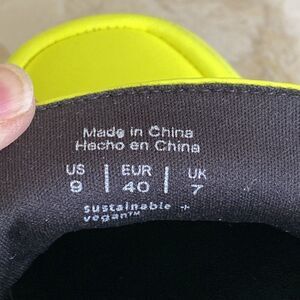 Made in China
Hecho en China
US | EUR | UK
9 | 40 | 7
sustainable +
vegan™